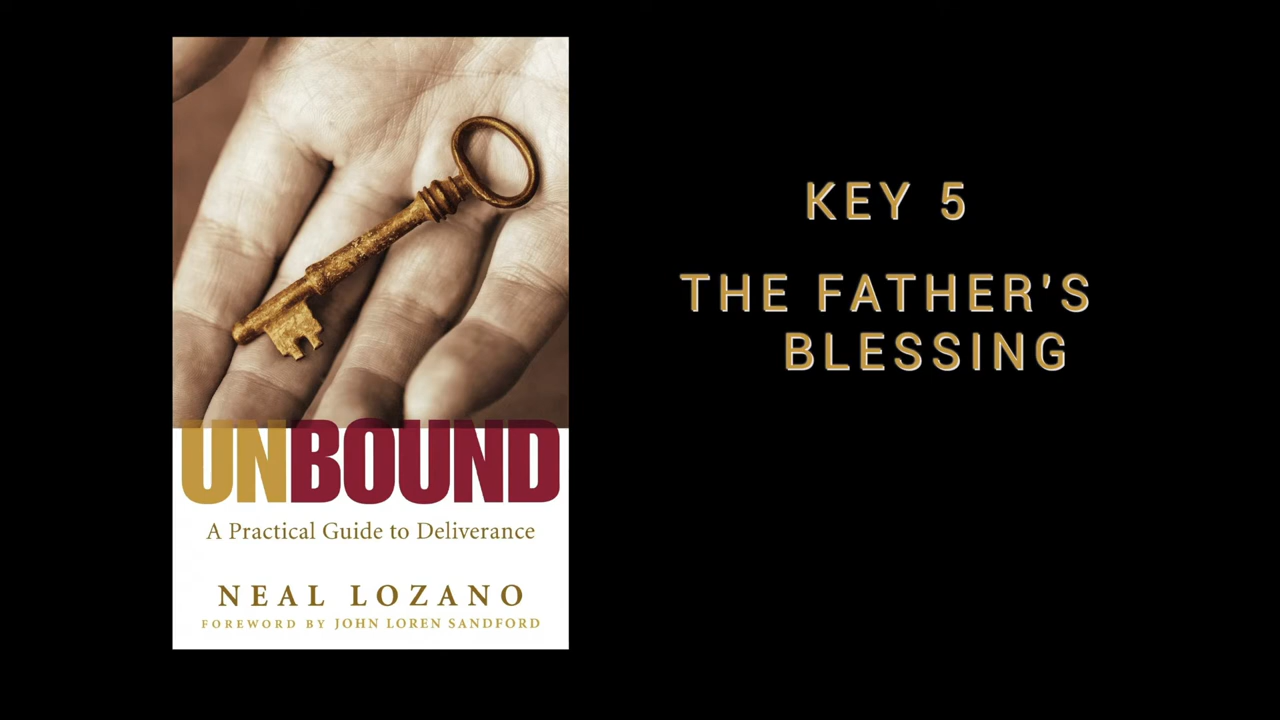 UNBOUND
A Practical Guide to Deliverance
NEAL LOZANO
FOREWORD BY JOHN LOREN SANDFORD
KEY 5
THE FATHER'S
BLESSING